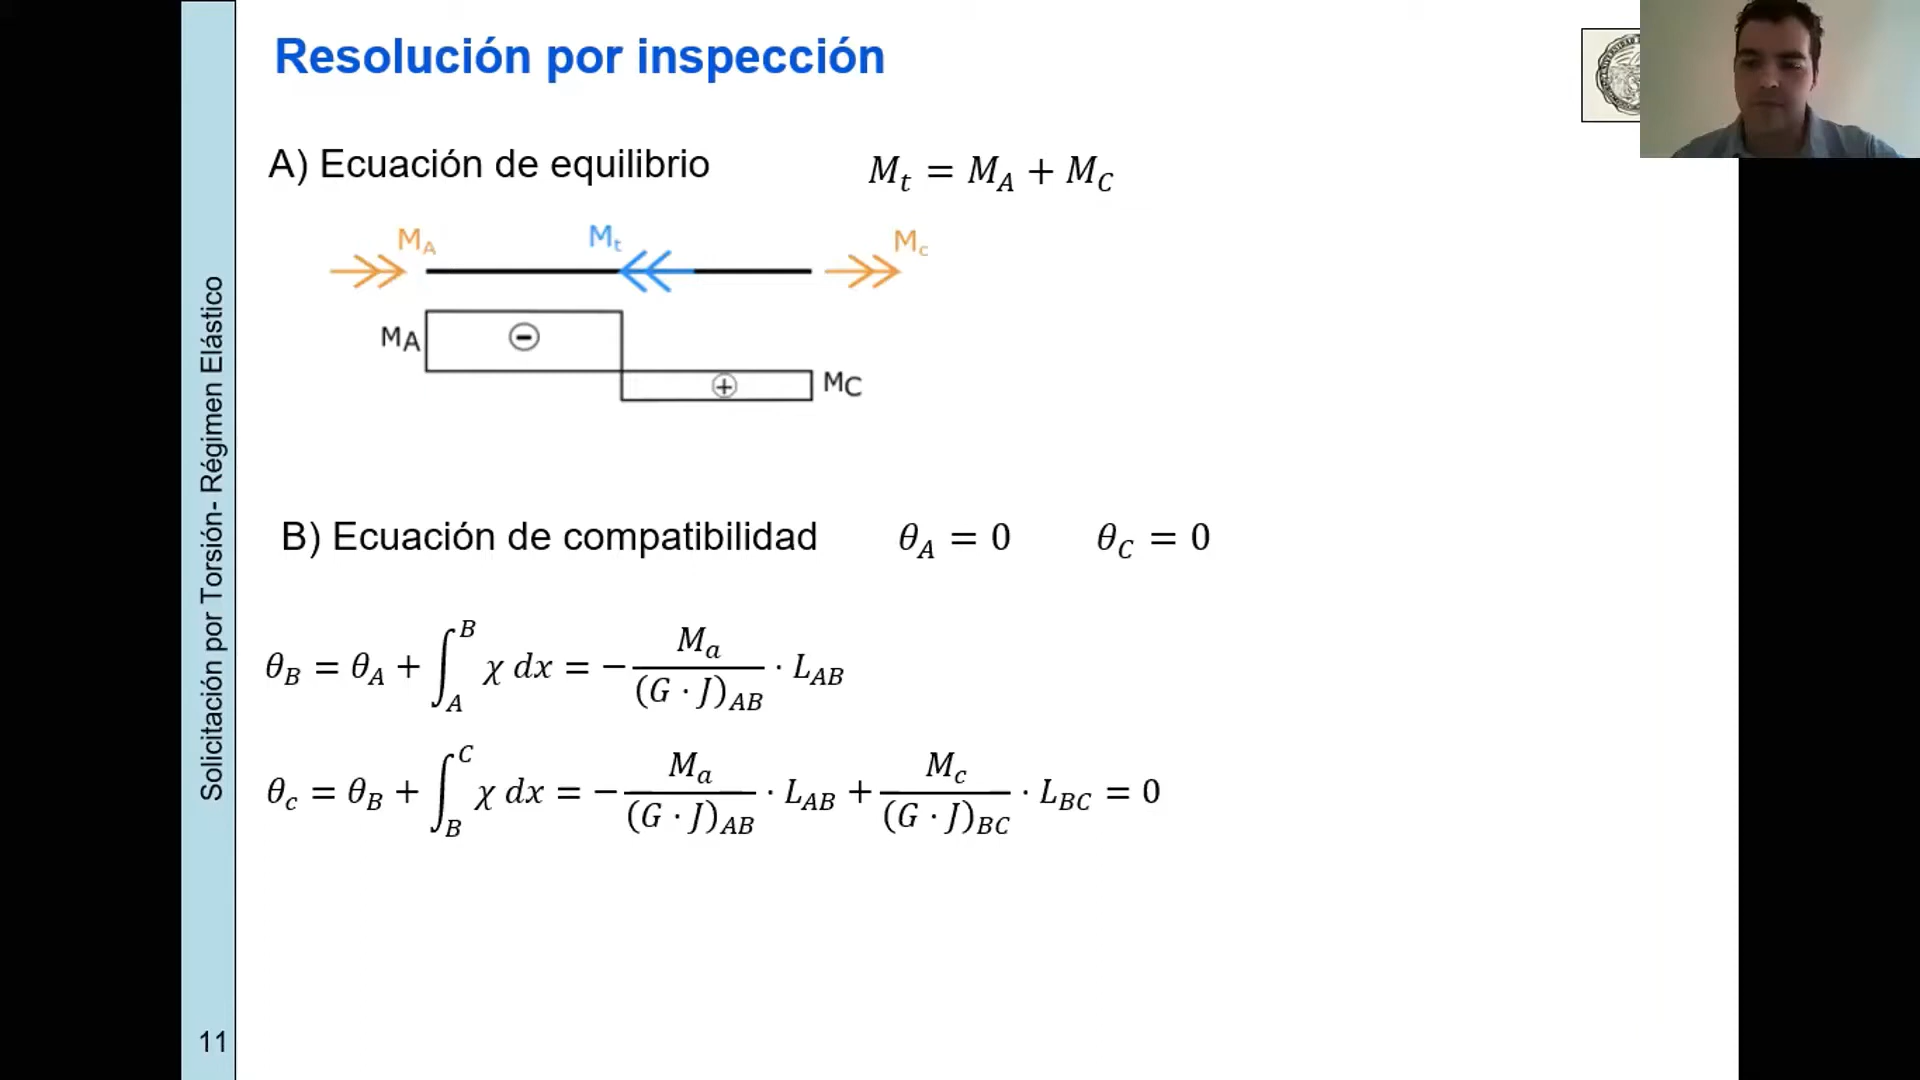 Resolución por inspección
A) Ecuación de equilibrio M_t = M_A + M_C
M_A M_t M_c
M_A −
+ M_C
B) Ecuación de compatibilidad θ_A = 0 θ_C = 0
θ_B = θ_A + ∫_A^B χ dx = − M_a / (G · J)_AB · L_AB
θ_c = θ_B + ∫_B^C χ dx = − M_a / (G · J)_AB · L_AB + M_c / (G · J)_BC · L_BC = 0
Solicitación por Torsión- Régimen Elástico
11